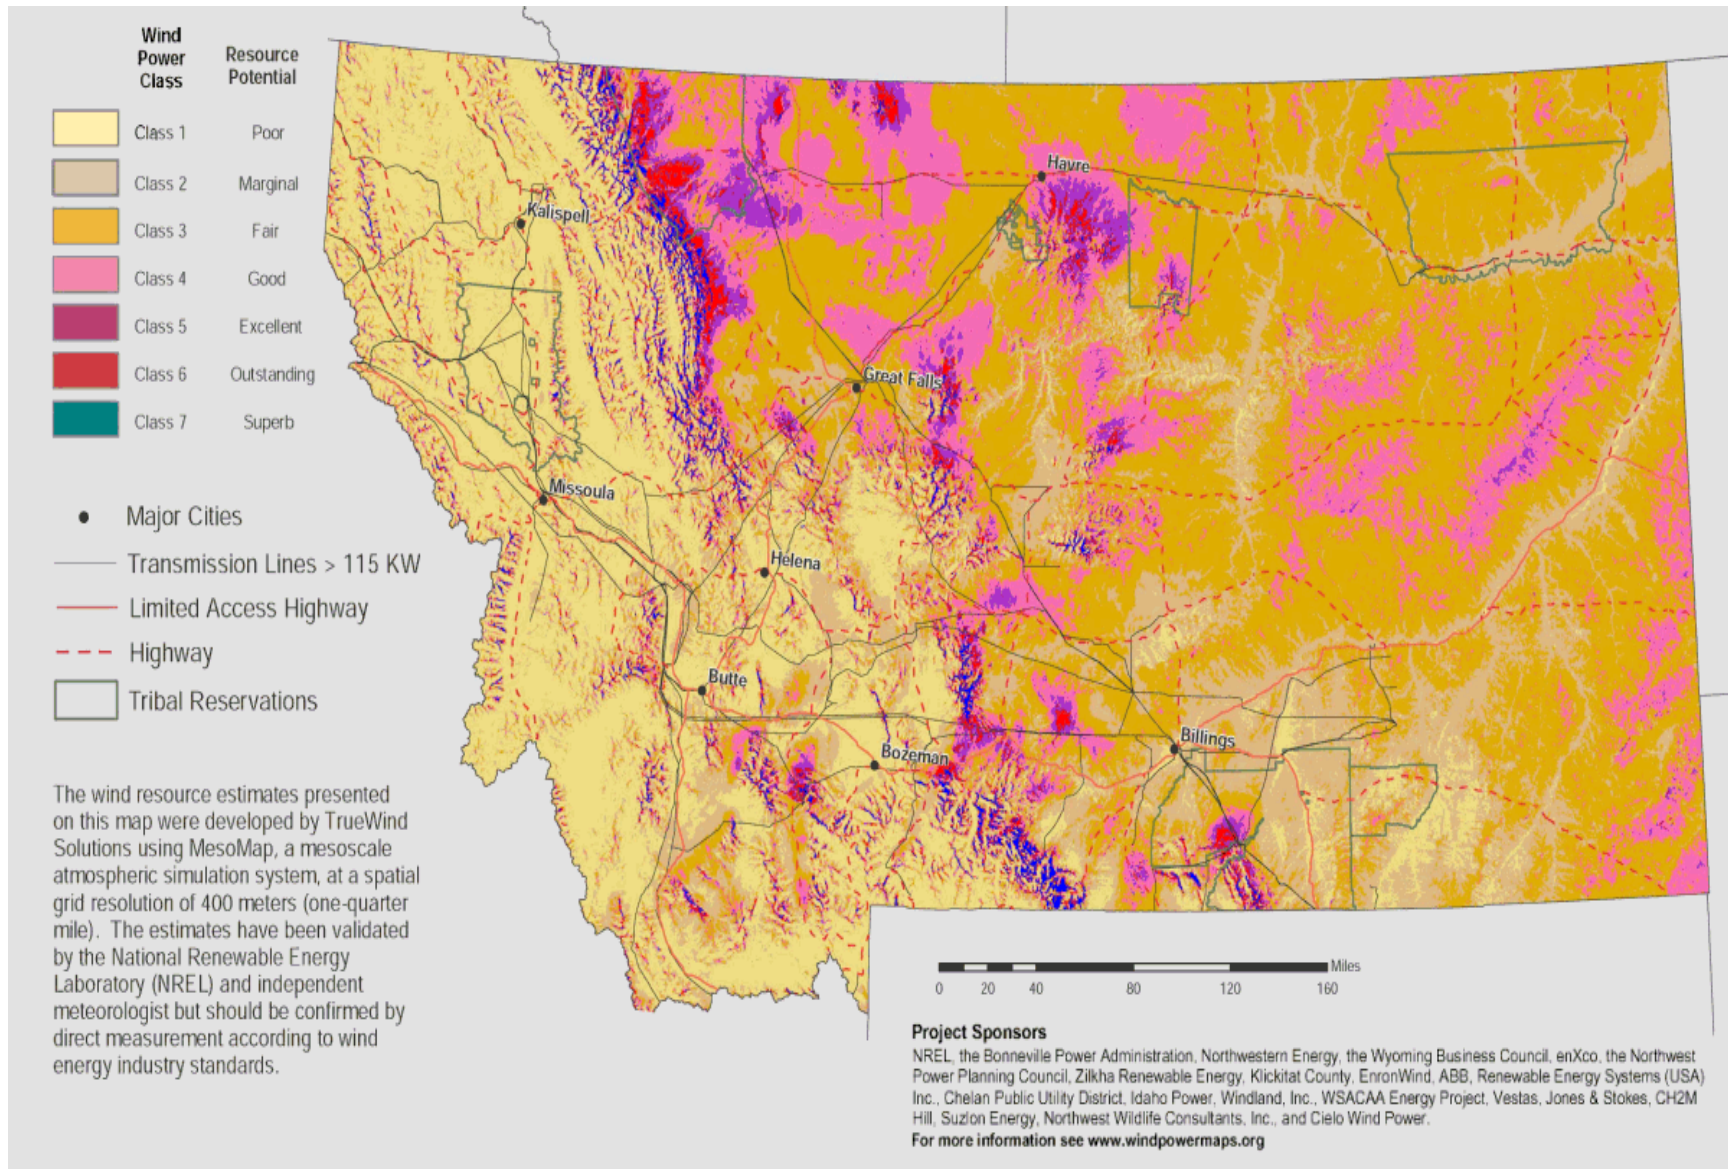 Wind
Power
Class
Resource
Potential
Class 1 Poor
Class 2 Marginal
Class 3 Fair
Class 4 Good
Class 5 Excellent
Class 6 Outstanding
Class 7 Superb
Major Cities
Transmission Lines > 115 KW
Limited Access Highway
Highway
Tribal Reservations
The wind resource estimates presented
on this map were developed by TrueWind
Solutions using MesoMap, a mesoscale
atmospheric simulation system, at a spatial
grid resolution of 400 meters (one-quarter
mile). The estimates have been validated
by the National Renewable Energy
Laboratory (NREL) and independent
meteorologist but should be confirmed by
direct measurement according to wind
energy industry standards.
Havre
Kalispell
Great Falls
Missoula
Helena
Butte
Bozeman
Billings
Miles
0 20 40 80 120 160
Project Sponsors
NREL, the Bonneville Power Administration, Northwestern Energy, the Wyoming Business Council, enXco, the Northwest
Power Planning Council, Zilkha Renewable Energy, Klickitat County, EnronWind, ABB, Renewable Energy Systems (USA)
Inc., Chelan Public Utility District, Idaho Power, Windland, Inc., WSACAA Energy Project, Vestas, Jones & Stokes, CH2M
Hill, Suzlon Energy, Northwest Wildlife Consultants, Inc., and Cielo Wind Power.
For more information see www.windpowermaps.org